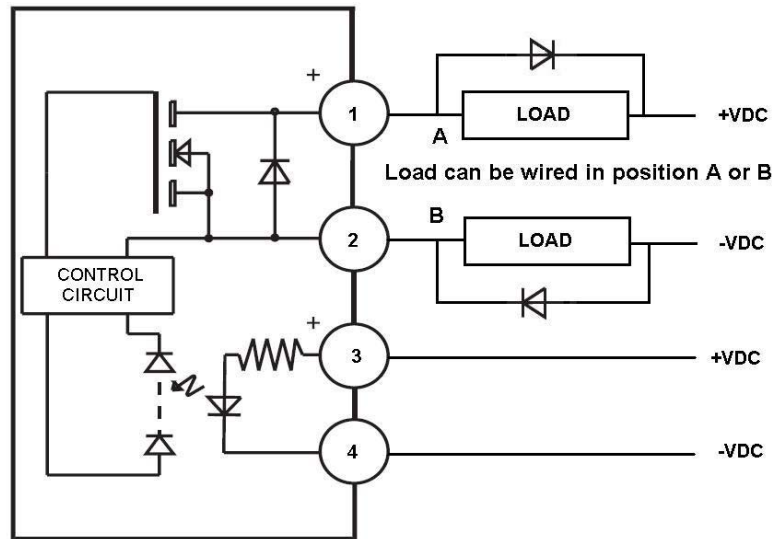 +
1
A
LOAD
+VDC
Load can be wired in position A or B
2
B
LOAD
-VDC
CONTROL
CIRCUIT
+
3
+VDC
4
-VDC